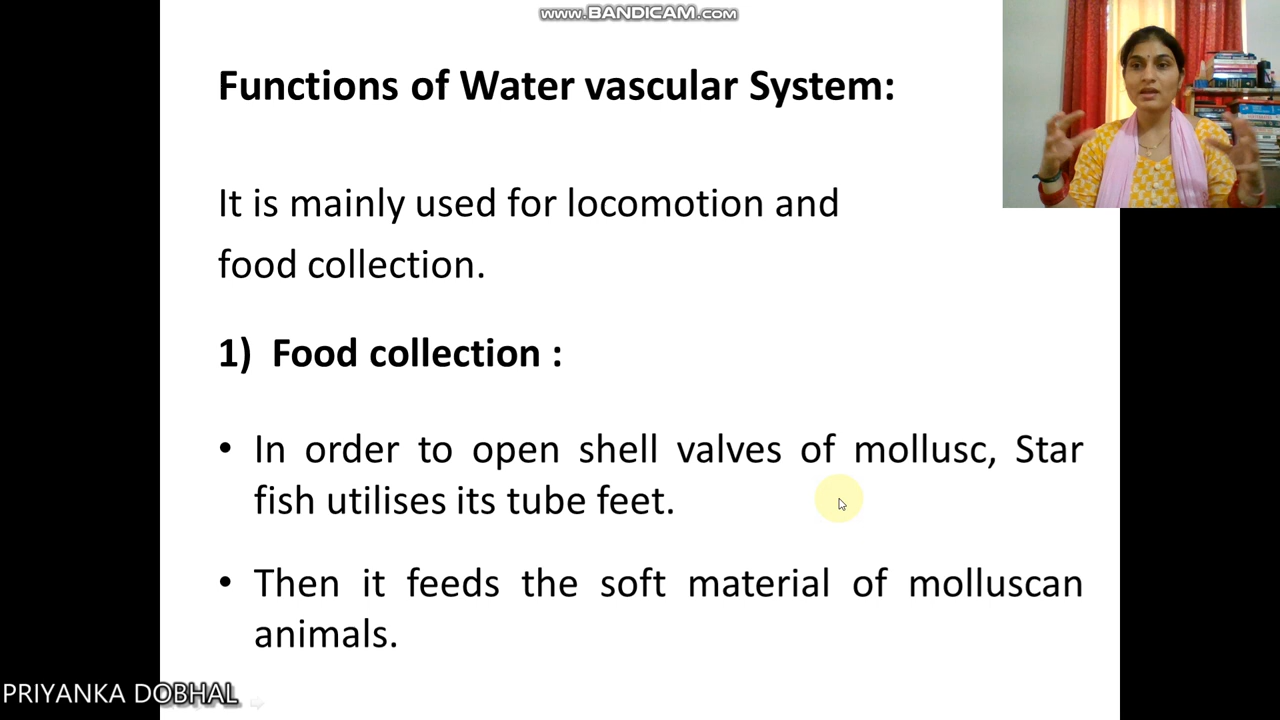 www.BANDICAM.com
Functions of Water vascular System:
It is mainly used for locomotion and
food collection.
1) Food collection :
• In order to open shell valves of mollusc, Star
fish utilises its tube feet.
• Then it feeds the soft material of molluscan
animals.
PRIYANKA DOBHAL